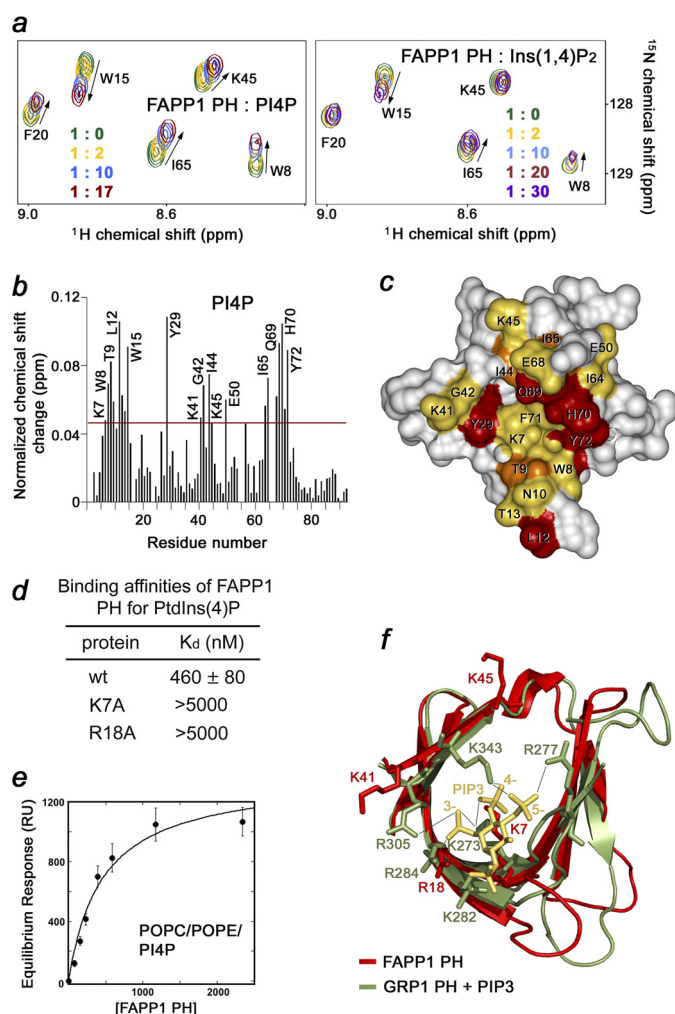 a
FAPP1 PH : PI4P
W15
K45
F20
I65
W8
1 : 0
1 : 2
1 : 10
1 : 17
9.0
8.6
1H chemical shift (ppm)
FAPP1 PH : Ins(1,4)P2
K45
W15
F20
I65
W8
1 : 0
1 : 2
1 : 10
1 : 20
1 : 30
9.0
8.6
1H chemical shift (ppm)
128
129
15N chemical shift (ppm)
b
PI4P
Normalized chemical shift
change (ppm)
0.12
0.08
0.04
0
K7
W8
T9
L12
W15
Y29
K41
G42
I44
K45
E50
I65
Q69
H70
Y72
20
40
60
80
Residue number
c
K45
I65
E50
E68
I44
I64
G42
Q69
K41
H70
Y29
F71
K7
Y72
T9
W8
N10
T13
L12
d
Binding affinities of FAPP1
PH for PtdIns(4)P
protein Kd (nM)
wt 460 ± 80
K7A >5000
R18A >5000
e
Equilibrium Response (RU)
1200
800
400
0
POPC/POPE/
PI4P
0
1000
2000
[FAPP1 PH]
f
K45
K343
R277
K41
4-
PIP3
3-
5-
K7
R305
K273
R284
R18
K282
FAPP1 PH
GRP1 PH + PIP3